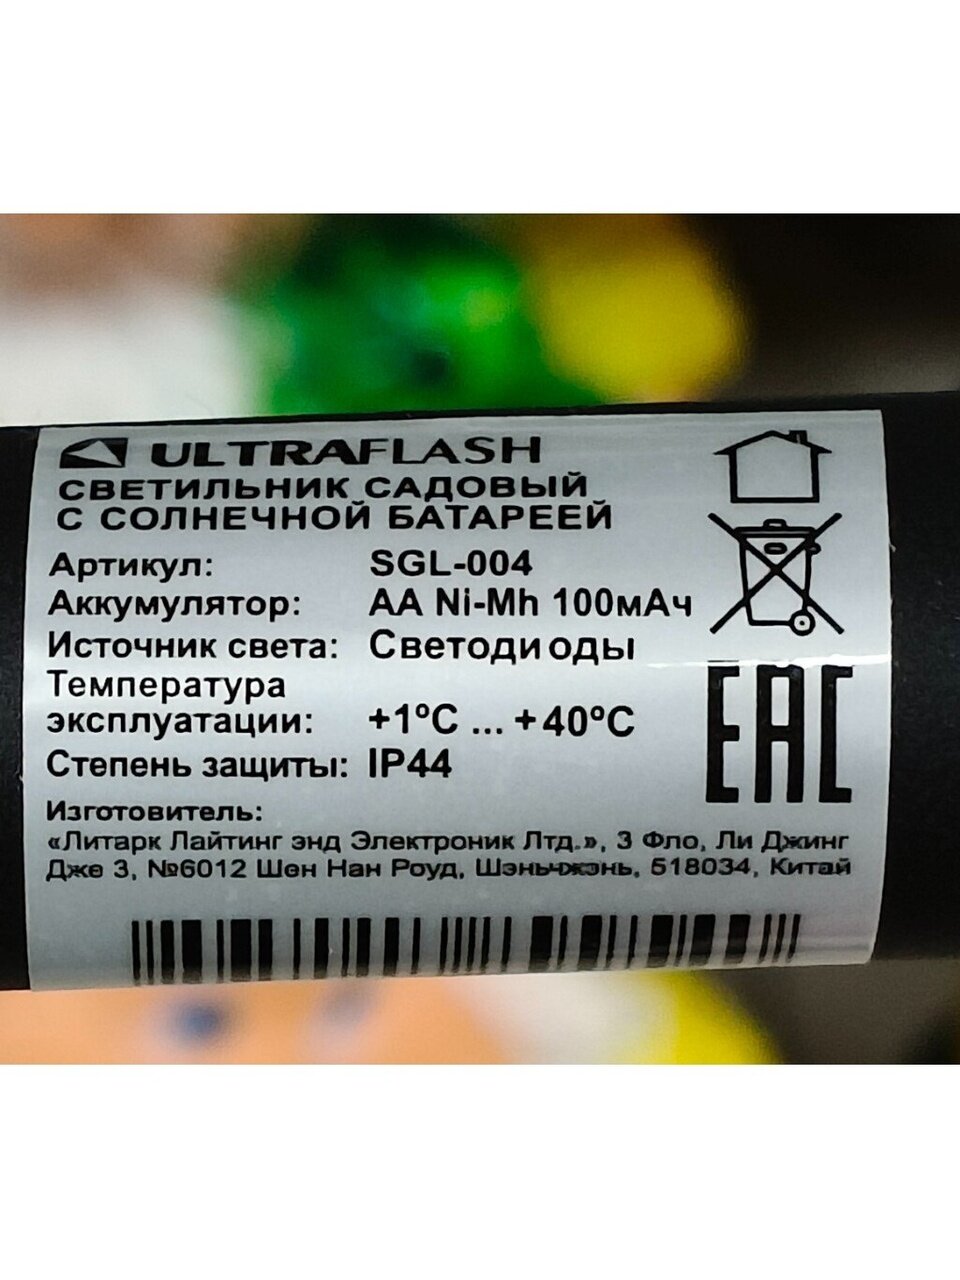 ULTRAFLASH
СВЕТИЛЬНИК САДОВЫЙ
С СОЛНЕЧНОЙ БАТАРЕЕЙ
Артикул: SGL-004
Аккумулятор: AA Ni-Mh 100мАч
Источник света: Светодиоды
Температура
эксплуатации: +1ºC ... +40ºC
Степень защиты: IP44
EAC
Изготовитель:
«Литарк Лайтинг энд Электроник Лтд.», 3 Фло, Ли Джинг
Дже 3, №6012 Шен Нан Роуд, Шэньчжэнь, 518034, Китай